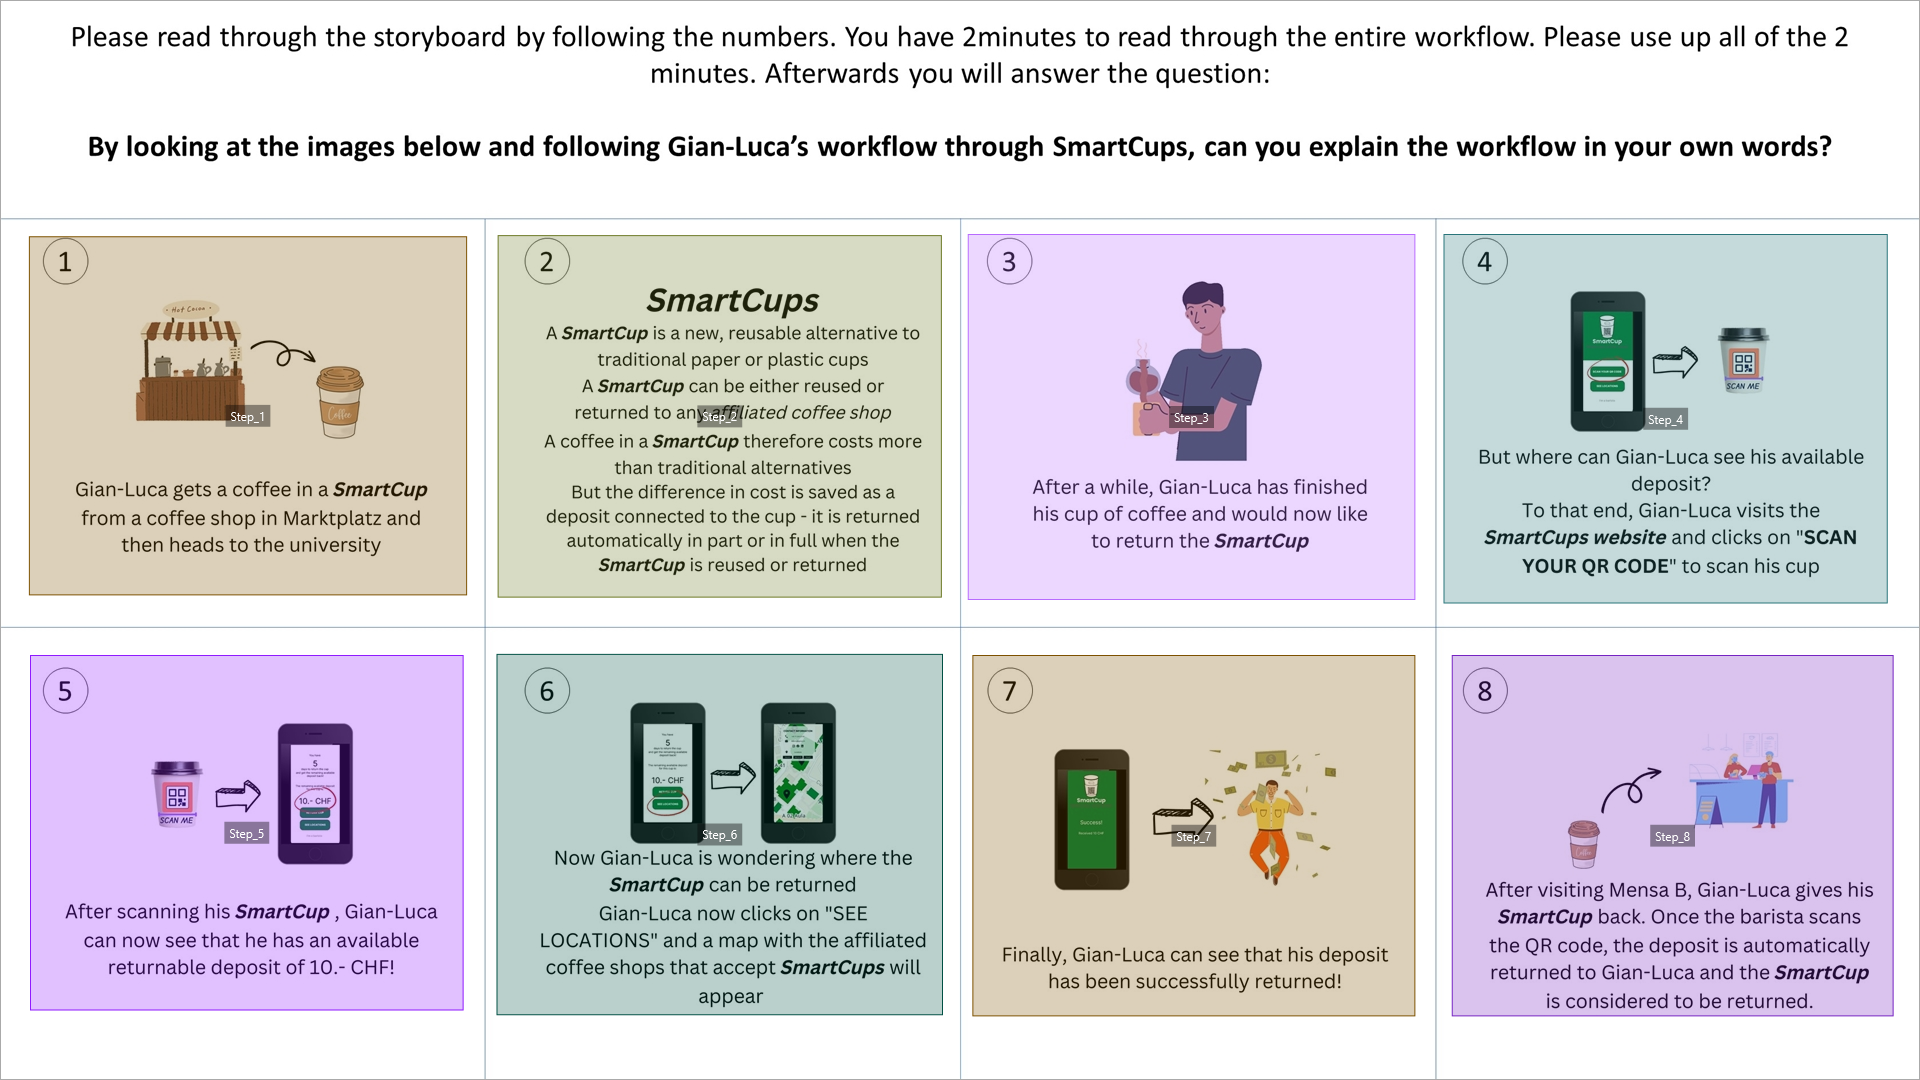 Please read through the storyboard by following the numbers. You have 2minutes to read through the entire workflow. Please use up all of the 2
minutes. Afterwards you will answer the question:
By looking at the images below and following Gian-Luca’s workflow through SmartCups, can you explain the workflow in your own words?
1
Hot Cocoa
Coffee
Step_1
Gian-Luca gets a coffee in a SmartCup
from a coffee shop in Marktplatz and
then heads to the university
2
SmartCups
A SmartCup is a new, reusable alternative to
traditional paper or plastic cups
A SmartCup can be either reused or
returned to any affiliated coffee shop
Step_2
A coffee in a SmartCup therefore costs more
than traditional alternatives
But the difference in cost is saved as a
deposit connected to the cup - it is returned
automatically in part or in full when the
SmartCup is reused or returned
3
Step_3
After a while, Gian-Luca has finished
his cup of coffee and would now like
to return the SmartCup
4
SmartCup
SCAN YOUR QR CODE
SEE LOCATIONS
SCAN ME
Step_4
But where can Gian-Luca see his available
deposit?
To that end, Gian-Luca visits the
SmartCups website and clicks on "SCAN
YOUR QR CODE" to scan his cup
5
SCAN ME
5
10.- CHF
Step_5
After scanning his SmartCup , Gian-Luca
can now see that he has an available
returnable deposit of 10.- CHF!
6
5
10.- CHF
SEE LOCATIONS
Step_6
Now Gian-Luca is wondering where the
SmartCup can be returned
Gian-Luca now clicks on "SEE
LOCATIONS" and a map with the affiliated
coffee shops that accept SmartCups will
appear
7
SmartCup
Success!
Step_7
Finally, Gian-Luca can see that his deposit
has been successfully returned!
8
Coffee
Step_8
After visiting Mensa B, Gian-Luca gives his
SmartCup back. Once the barista scans
the QR code, the deposit is automatically
returned to Gian-Luca and the SmartCup
is considered to be returned.